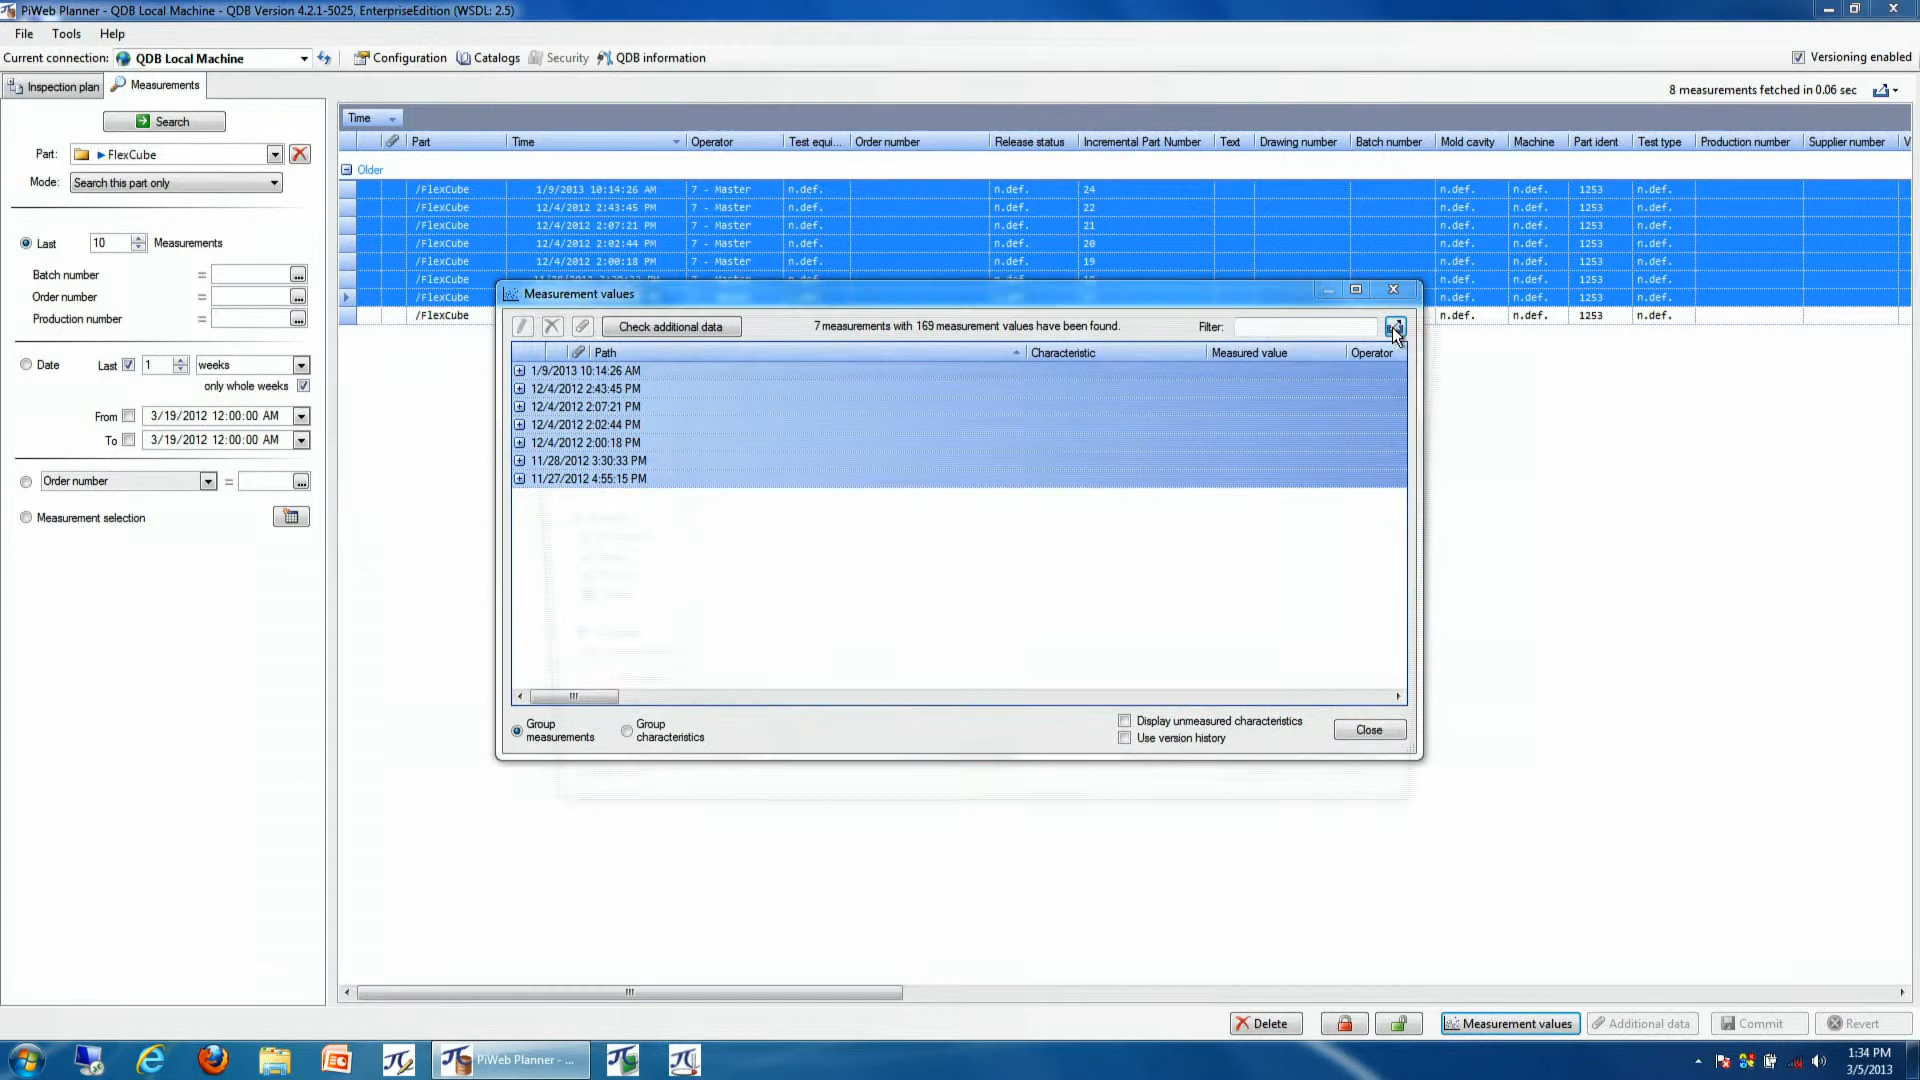 PiWeb Planner - QDB Local Machine - QDB Version 4.2.1-5025, EnterpriseEdition (WSDL: 2.5)
File Tools Help
Current connection: QDB Local Machine Configuration Catalogs Security QDB information Versioning enabled
Inspection plan Measurements
8 measurements fetched in 0.06 sec
Search
Part: FlexCube
Mode: Search this part only
Last 10 Measurements
Batch number =
Order number =
Production number =
Date Last 1 weeks
only whole weeks
From 3/19/2012 12:00:00 AM
To 3/19/2012 12:00:00 AM
Order number =
Measurement selection
Time
Part Time Operator Test equi... Order number Release status Incremental Part Number Text Drawing number Batch number Mold cavity Machine Part ident Test type Production number Supplier number V
Older
/FlexCube 1/9/2013 10:14:26 AM 7 - Master n.def. n.def. 24 n.def. n.def. 1253 n.def.
/FlexCube 12/4/2012 2:43:45 PM 7 - Master n.def. n.def. 22 n.def. n.def. 1253 n.def.
/FlexCube 12/4/2012 2:07:21 PM 7 - Master n.def. n.def. 21 n.def. n.def. 1253 n.def.
/FlexCube 12/4/2012 2:02:44 PM 7 - Master n.def. n.def. 20 n.def. n.def. 1253 n.def.
/FlexCube 12/4/2012 2:00:18 PM 7 - Master n.def. n.def. 19 n.def. n.def. 1253 n.def.
/FlexCube n.def. n.def. 1253 n.def.
/FlexCube n.def. n.def. 1253 n.def.
/FlexCube n.def. n.def. 1253 n.def.
Measurement values
Check additional data 7 measurements with 169 measurement values have been found. Filter:
Path Characteristic Measured value Operator
1/9/2013 10:14:26 AM
12/4/2012 2:43:45 PM
12/4/2012 2:07:21 PM
12/4/2012 2:02:44 PM
12/4/2012 2:00:18 PM
11/28/2012 3:30:33 PM
11/27/2012 4:55:15 PM
Group measurements
Group characteristics
Display unmeasured characteristics
Use version history
Close
Delete Measurement values Additional data Commit Revert
PiWeb Planner - ...
1:34 PM
3/5/2013